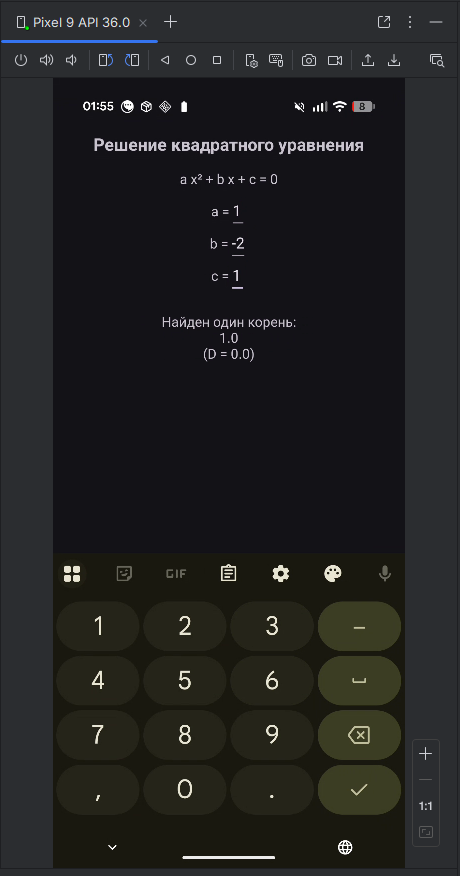 Pixel 9 API 36.0
01:55
8
Решение квадратного уравнения
a x² + b x + c = 0
a = 1
b = -2
c = 1
Найден один корень:
1.0
(D = 0.0)
GIF
1 2 3 –
4 5 6
7 8 9
, 0 .
1:1